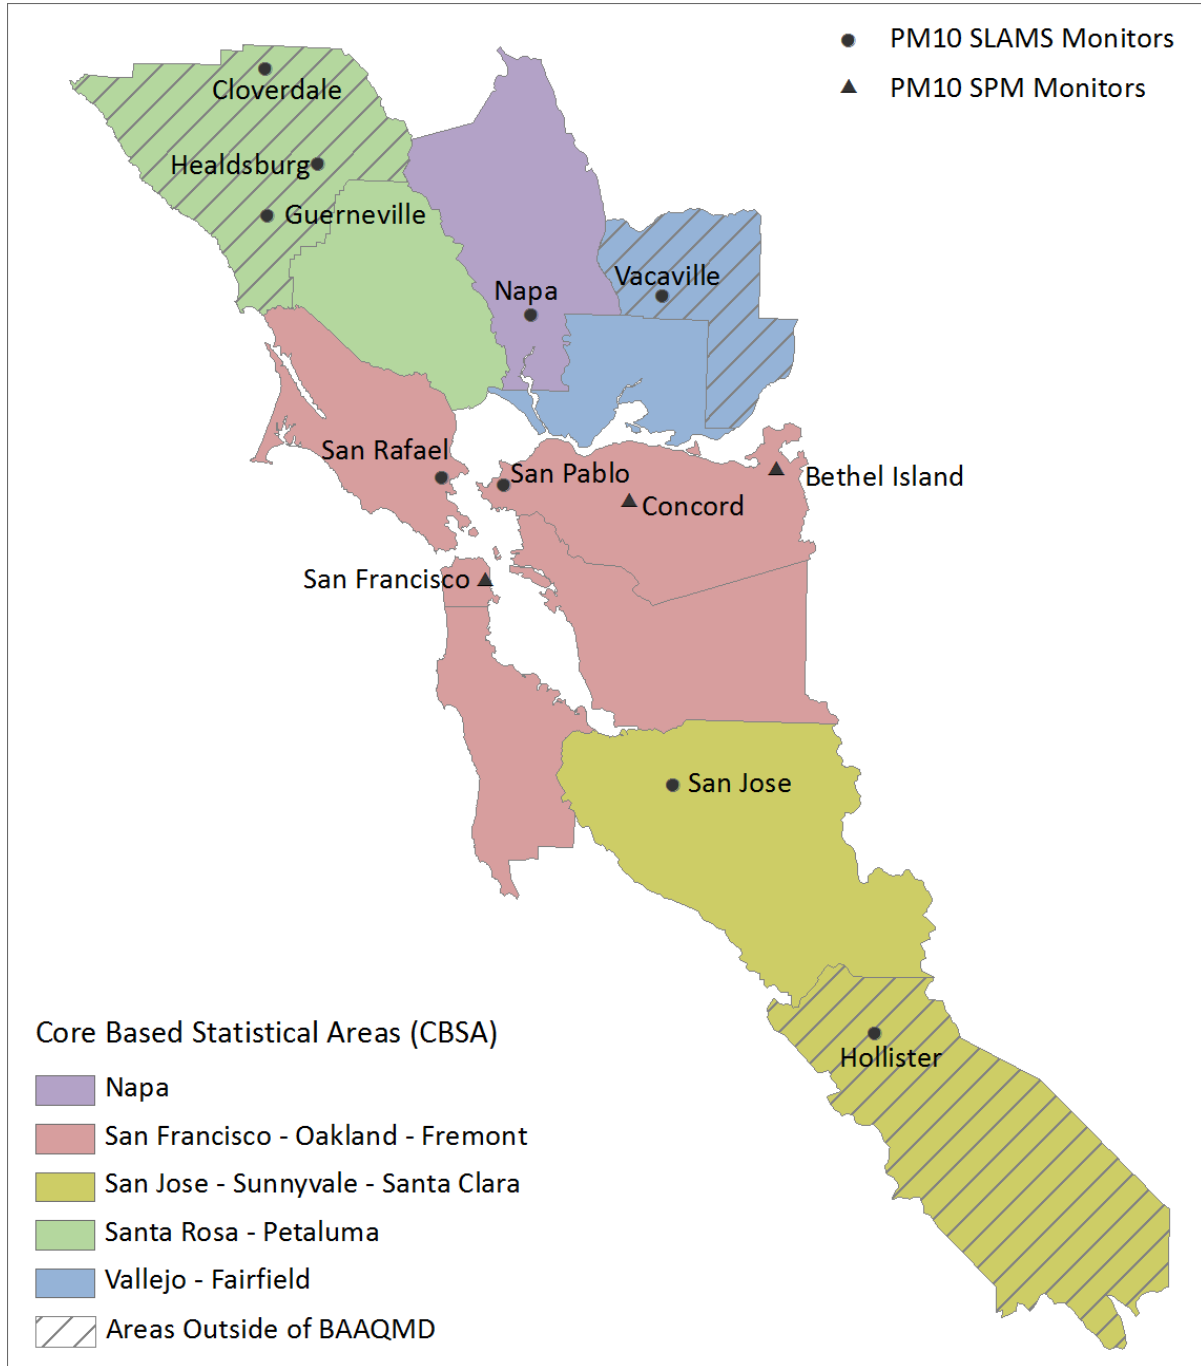 PM10 SLAMS Monitors
PM10 SPM Monitors
Cloverdale
Healdsburg
Guerneville
Vacaville
Napa
San Rafael
San Pablo
Bethel Island
Concord
San Francisco
San Jose
Hollister
Core Based Statistical Areas (CBSA)
Napa
San Francisco - Oakland - Fremont
San Jose - Sunnyvale - Santa Clara
Santa Rosa - Petaluma
Vallejo - Fairfield
Areas Outside of BAAQMD